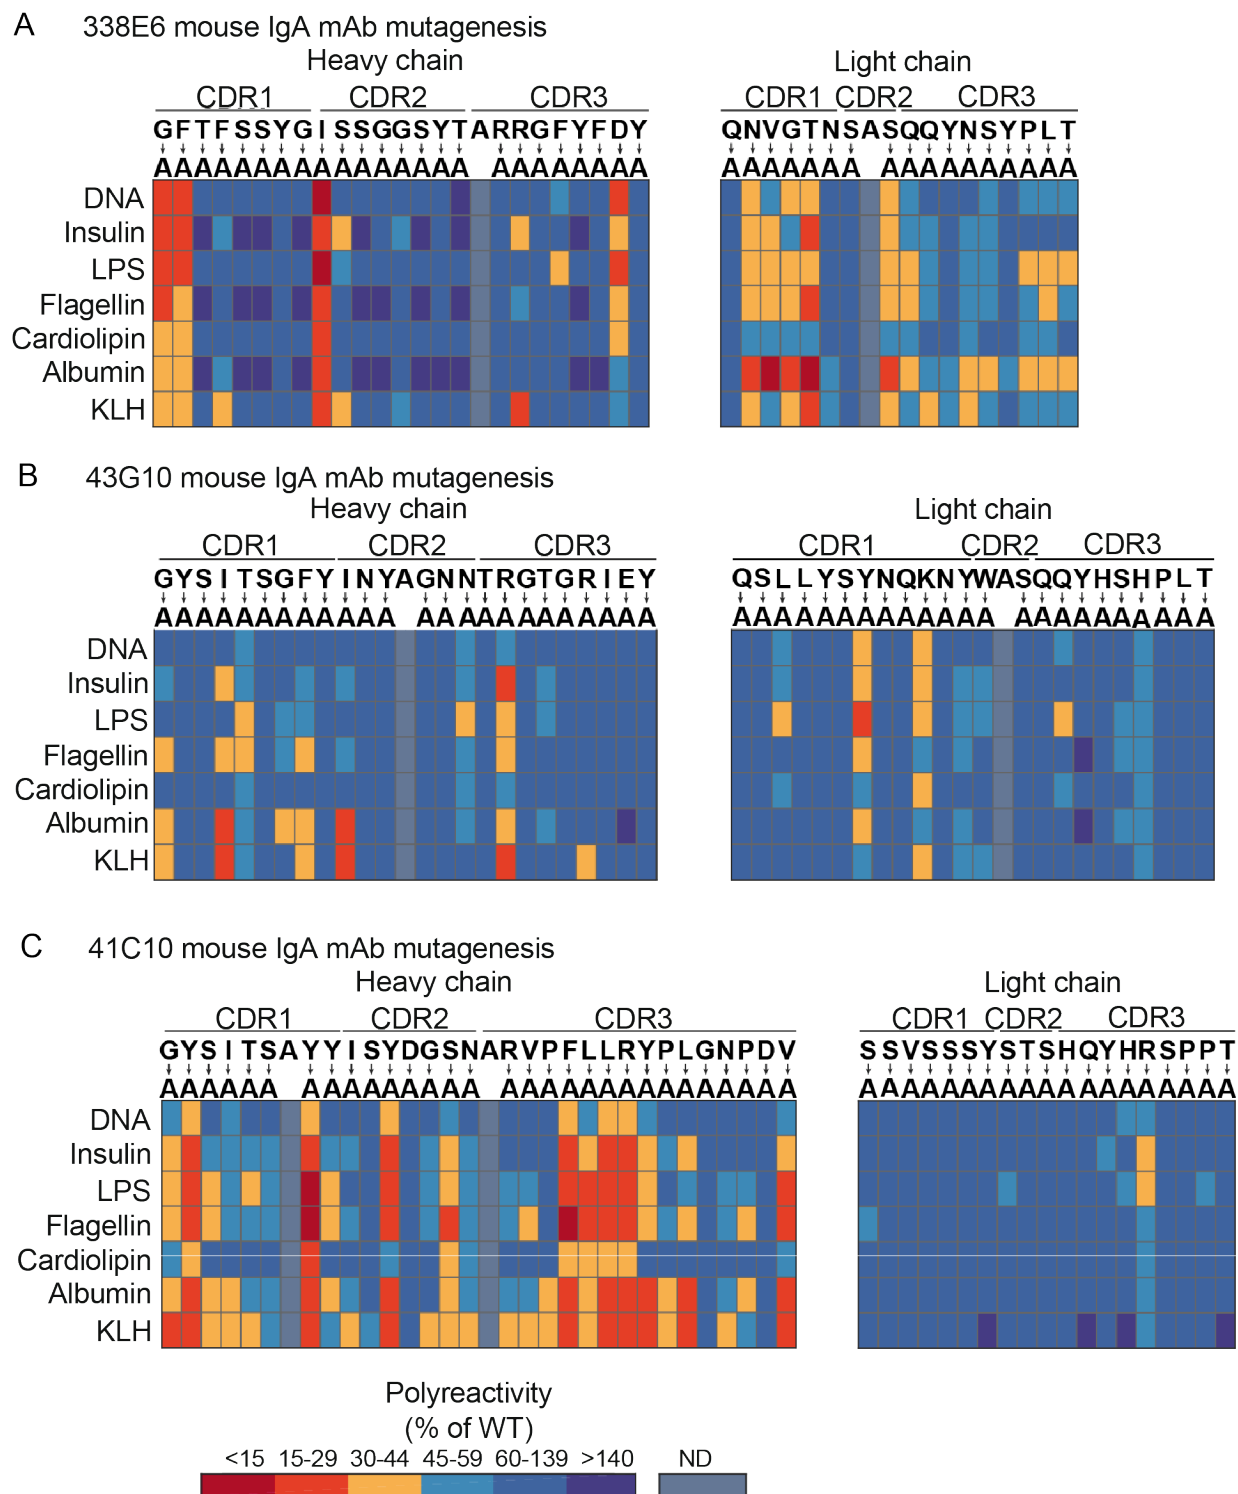 A 338E6 mouse IgA mAb mutagenesis
Heavy chain Light chain
CDR1 CDR2 CDR3 CDR1 CDR2 CDR3
GFTFSSYGISSGGSYTARRGFYFDY QNVGTNSASQQYNSYPLT
AAAAAAAAAAAAAAAA AAAAAAAA AAAAAAA AAAAAAAAAA
DNA
Insulin
LPS
Flagellin
Cardiolipin
Albumin
KLH
B 43G10 mouse IgA mAb mutagenesis
Heavy chain Light chain
CDR1 CDR2 CDR3 CDR1 CDR2 CDR3
GYSITSGFYINYAGNNTRGTGRIEY QSLLYSYNQKNYWASQQYHSHPLT
AAAAAAAAAAAA AAAAAAAAAAAA AAAAAAAAAAAAA AAAAAAAAAA
DNA
Insulin
LPS
Flagellin
Cardiolipin
Albumin
KLH
C 41C10 mouse IgA mAb mutagenesis
Heavy chain Light chain
CDR1 CDR2 CDR3 CDR1 CDR2 CDR3
GYSITSAYYISYDGSNARVPFLLRYPLGNPDV SSVSSSYSTSHQYHRSPPT
AAAAAA AAAAAAAAA AAAAAAAAAAAAAAA AAAAAAAAAAAAAAAAAAA
DNA
Insulin
LPS
Flagellin
Cardiolipin
Albumin
KLH
Polyreactivity
(% of WT)
<15 15-29 30-44 45-59 60-139 >140 ND